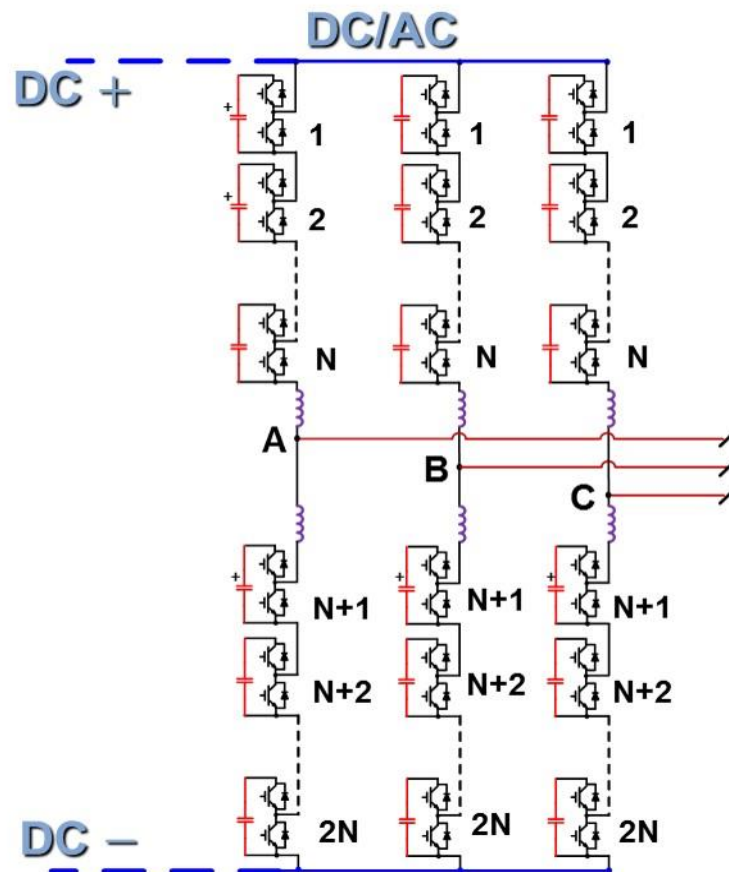 DC/AC
DC +
1 1 1
2 2 2
N N N
A
B
C
N+1 N+1 N+1
N+2 N+2 N+2
2N 2N 2N
DC –